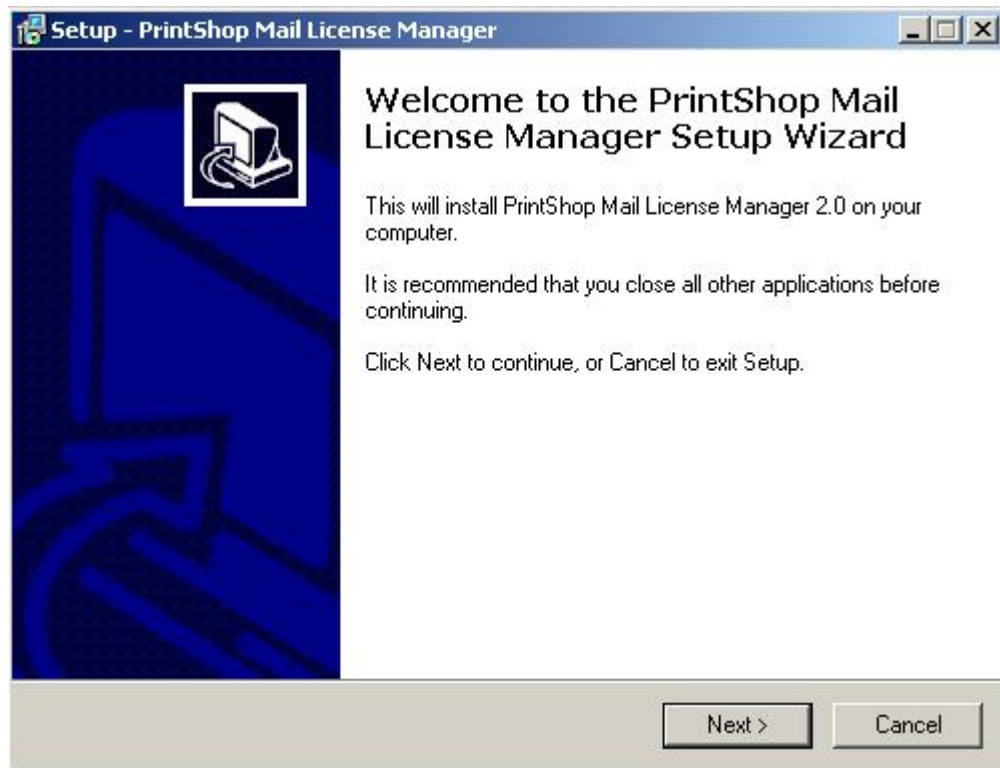 Setup - PrintShop Mail License Manager
Welcome to the PrintShop Mail
License Manager Setup Wizard
This will install PrintShop Mail License Manager 2.0 on your
computer.
It is recommended that you close all other applications before
continuing.
Click Next to continue, or Cancel to exit Setup.
Next >
Cancel